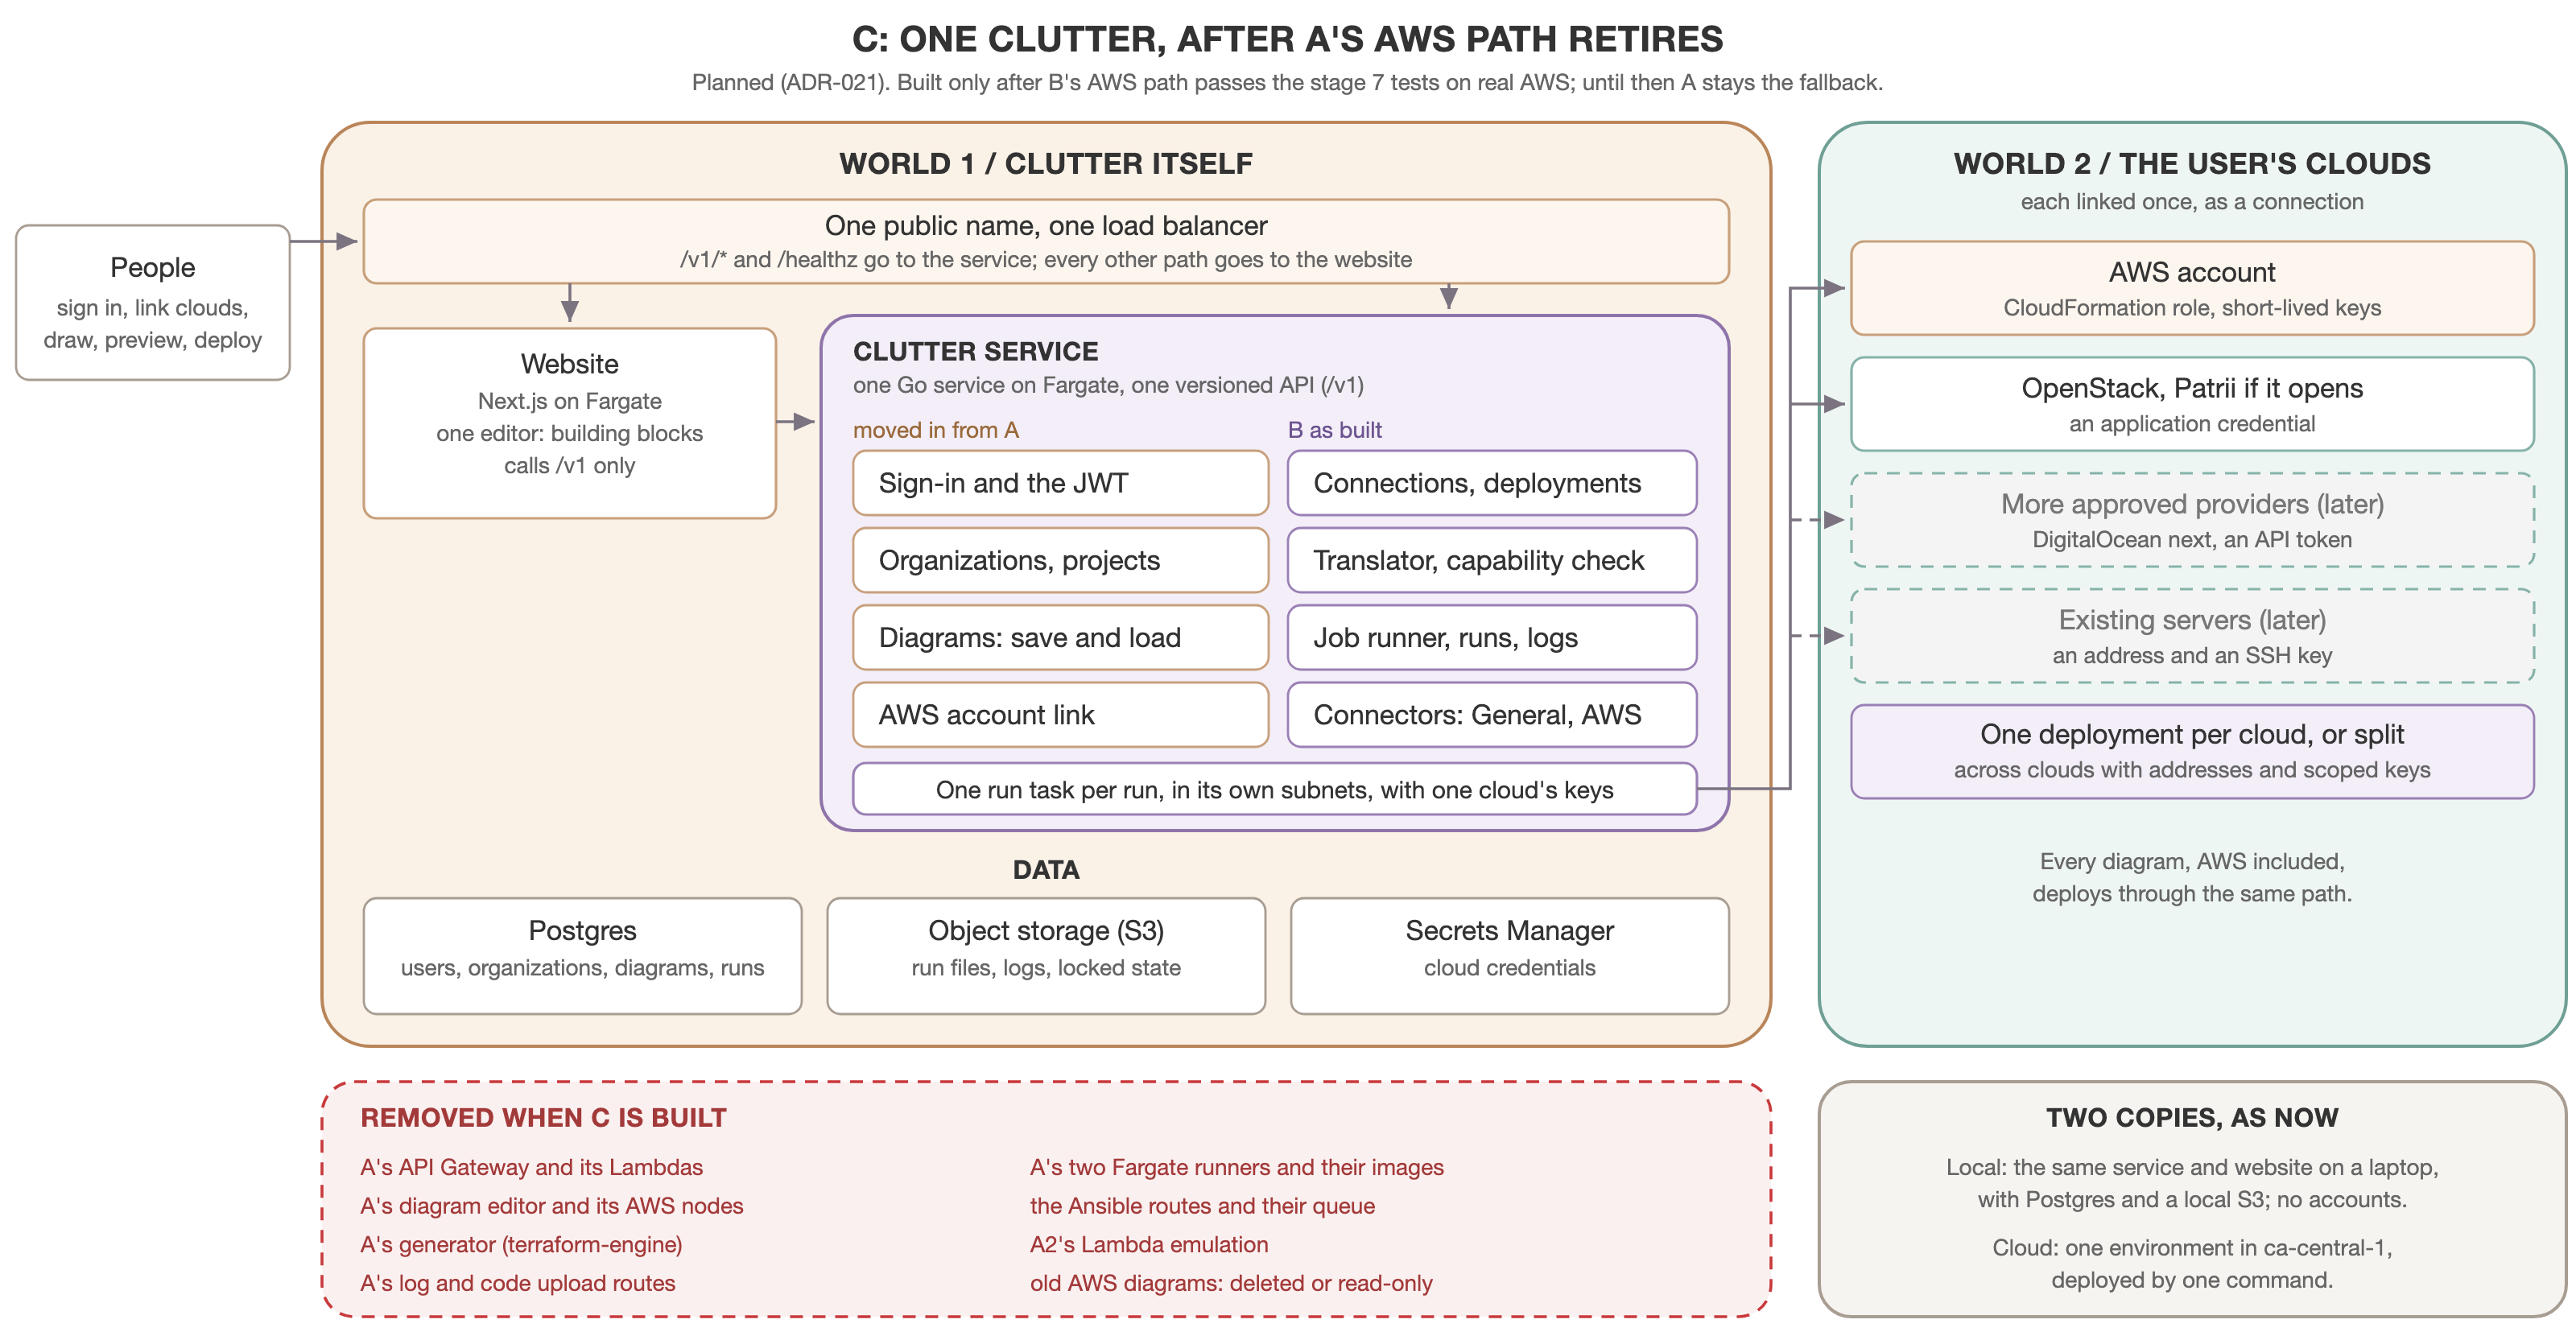 C: ONE CLUTTER, AFTER A'S AWS PATH RETIRES
Planned (ADR-021). Built only after B's AWS path passes the stage 7 tests on real AWS; until then A stays the fallback.
People
sign in, link clouds,
draw, preview, deploy
WORLD 1 / CLUTTER ITSELF
One public name, one load balancer
/v1/* and /healthz go to the service; every other path goes to the website
Website
Next.js on Fargate
one editor: building blocks
calls /v1 only
CLUTTER SERVICE
one Go service on Fargate, one versioned API (/v1)
moved in from A
Sign-in and the JWT
Organizations, projects
Diagrams: save and load
AWS account link
B as built
Connections, deployments
Translator, capability check
Job runner, runs, logs
Connectors: General, AWS
One run task per run, in its own subnets, with one cloud's keys
DATA
Postgres
users, organizations, diagrams, runs
Object storage (S3)
run files, logs, locked state
Secrets Manager
cloud credentials
WORLD 2 / THE USER'S CLOUDS
each linked once, as a connection
AWS account
CloudFormation role, short-lived keys
OpenStack, Patrii if it opens
an application credential
More approved providers (later)
DigitalOcean next, an API token
Existing servers (later)
an address and an SSH key
One deployment per cloud, or split
across clouds with addresses and scoped keys
Every diagram, AWS included,
deploys through the same path.
REMOVED WHEN C IS BUILT
A's API Gateway and its Lambdas
A's diagram editor and its AWS nodes
A's generator (terraform-engine)
A's log and code upload routes
A's two Fargate runners and their images
the Ansible routes and their queue
A2's Lambda emulation
old AWS diagrams: deleted or read-only
TWO COPIES, AS NOW
Local: the same service and website on a laptop,
with Postgres and a local S3; no accounts.
Cloud: one environment in ca-central-1,
deployed by one command.